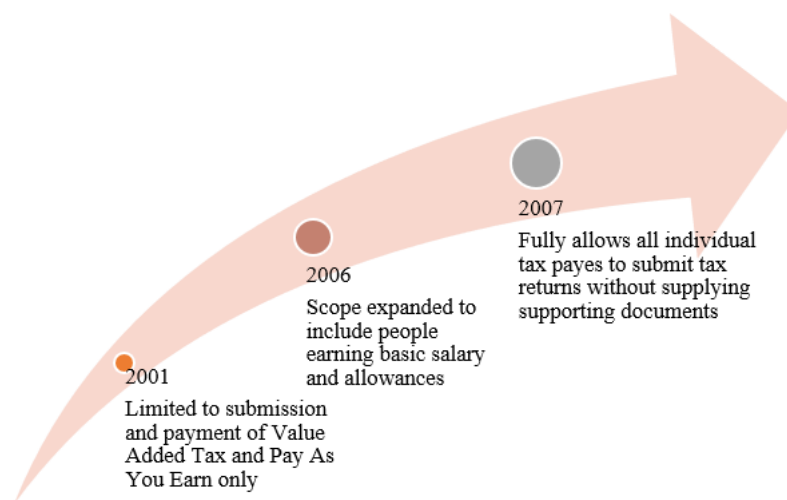 2001
Limited to submission
and payment of Value
Added Tax and Pay As
You Earn only
2006
Scope expanded to
include people
earning basic salary
and allowances
2007
Fully allows all individual
tax payes to submit tax
returns without supplying
supporting documents